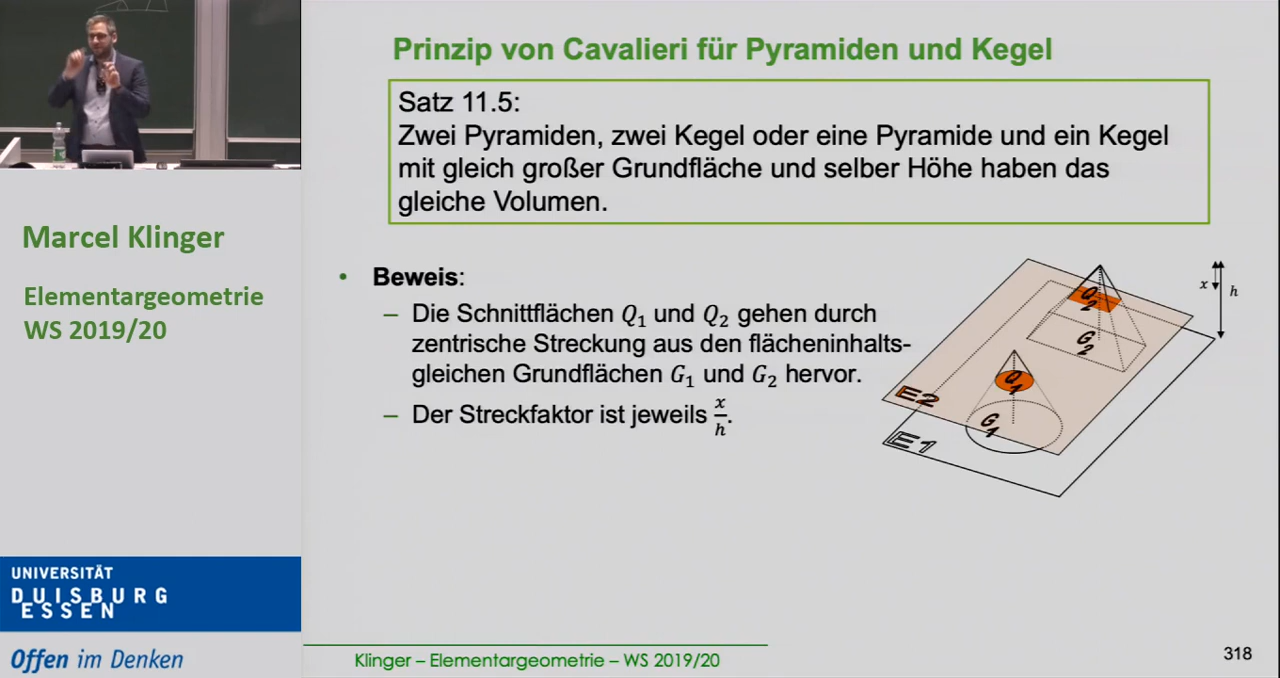 Prinzip von Cavalieri für Pyramiden und Kegel
Satz 11.5:
Zwei Pyramiden, zwei Kegel oder eine Pyramide und ein Kegel
mit gleich großer Grundfläche und selber Höhe haben das
gleiche Volumen.
Marcel Klinger
Elementargeometrie
WS 2019/20
• Beweis:
– Die Schnittflächen Q₁ und Q₂ gehen durch
zentrische Streckung aus den flächeninhalts-
gleichen Grundflächen G₁ und G₂ hervor.
– Der Streckfaktor ist jeweils x/h.
x
h
Q₂
G₂
Q₁
G₁
E2
E1
UNIVERSITÄT
DUISBURG
ESSEN
Offen im Denken
Klinger – Elementargeometrie – WS 2019/20
318